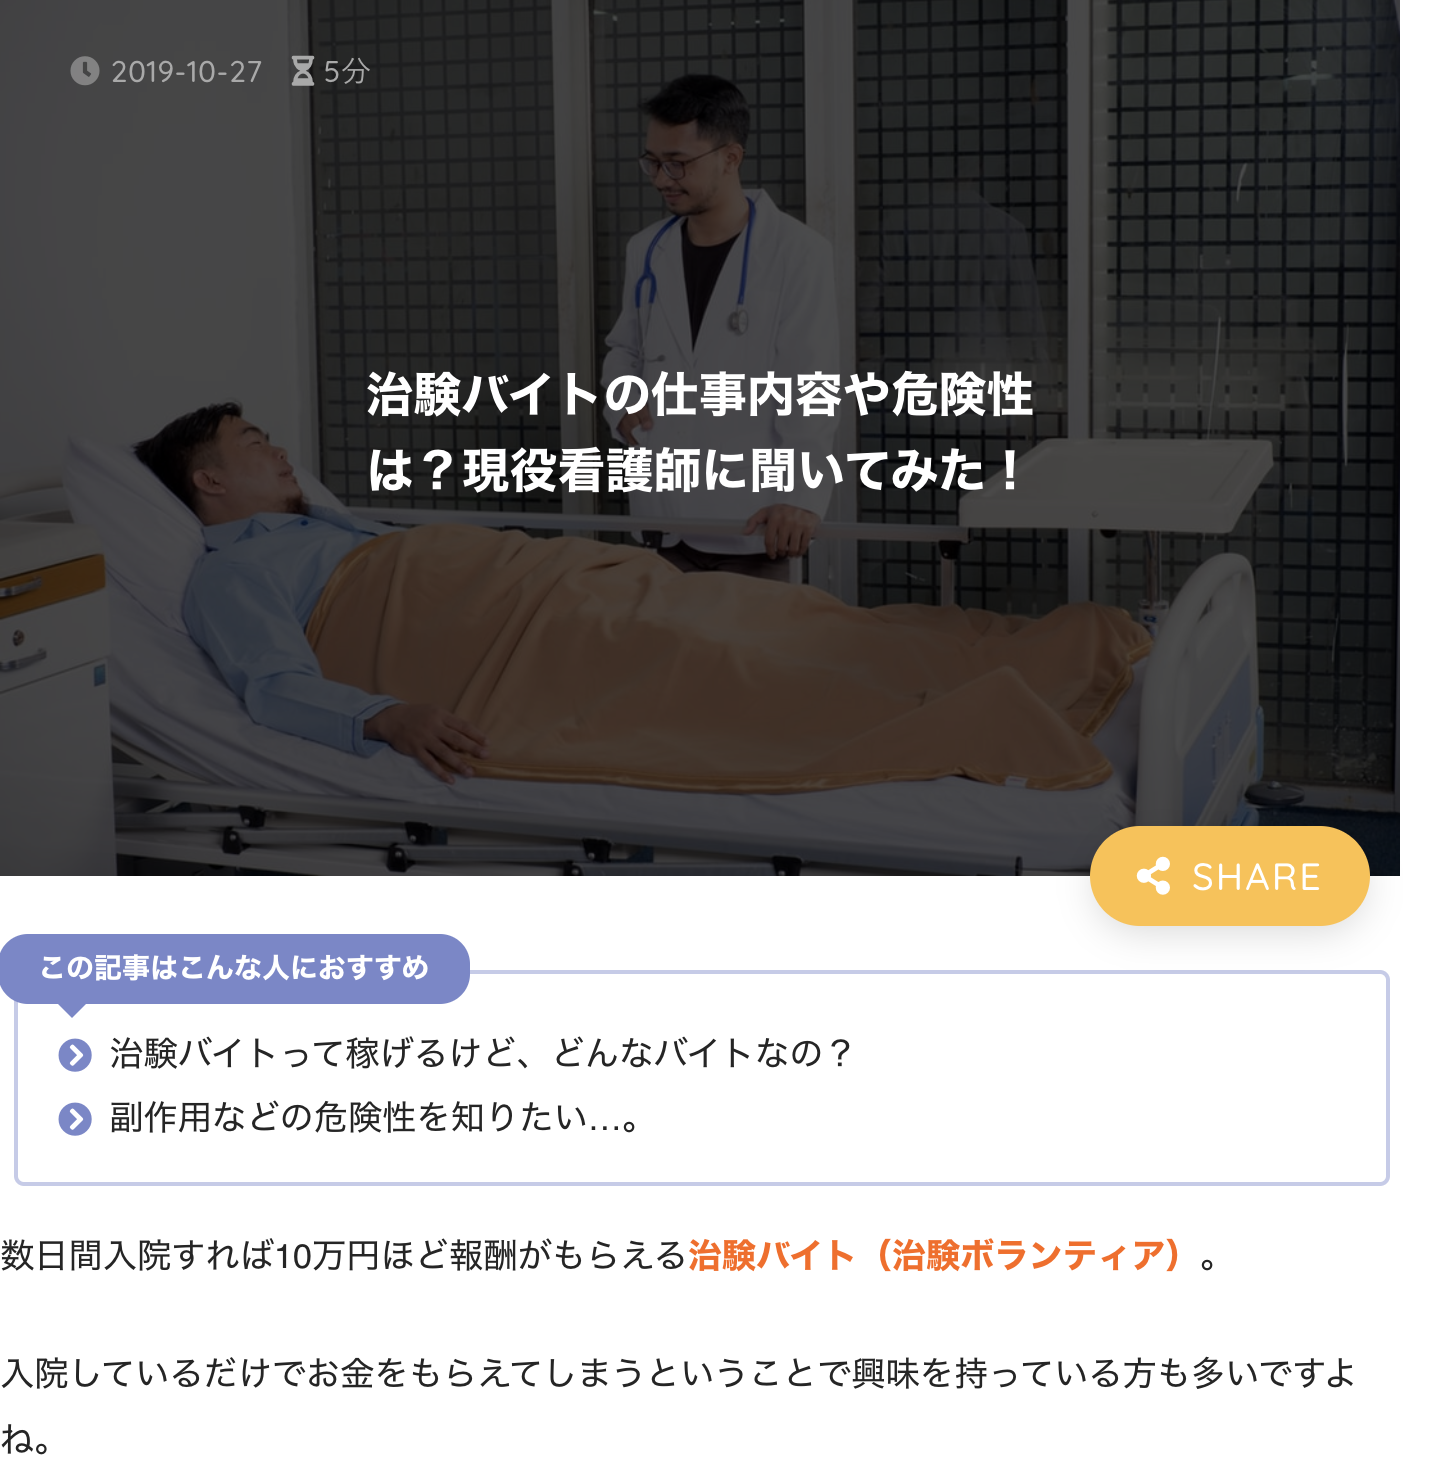 2019-10-27 5分
治験バイトの仕事内容や危険性
は？現役看護師に聞いてみた！
SHARE
この記事はこんな人におすすめ
治験バイトって稼げるけど、どんなバイトなの？
副作用などの危険性を知りたい…。
数日間入院すれば10万円ほど報酬がもらえる治験バイト（治験ボランティア）。
入院しているだけでお金をもらえてしまうということで興味を持っている方も多いですよ
ね。